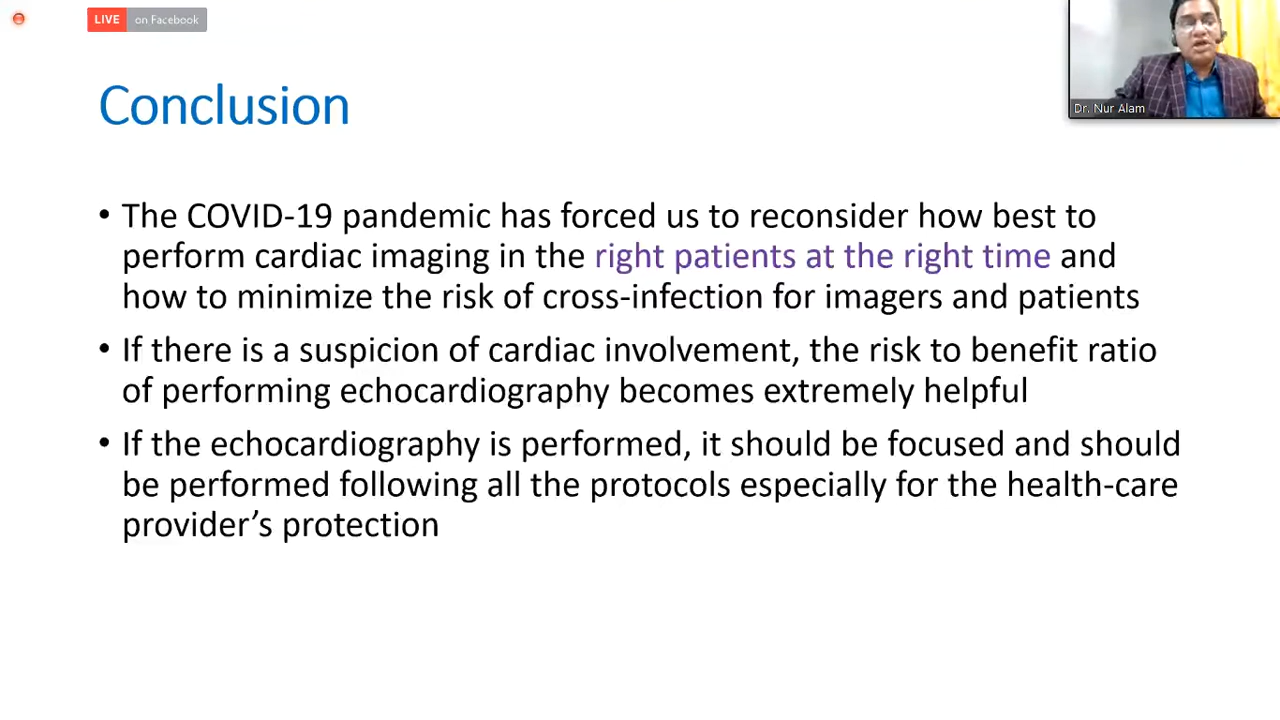 LIVE on Facebook
Dr. Nur Alam
Conclusion
• The COVID-19 pandemic has forced us to reconsider how best to
perform cardiac imaging in the right patients at the right time and
how to minimize the risk of cross-infection for imagers and patients
• If there is a suspicion of cardiac involvement, the risk to benefit ratio
of performing echocardiography becomes extremely helpful
• If the echocardiography is performed, it should be focused and should
be performed following all the protocols especially for the health-care
provider’s protection